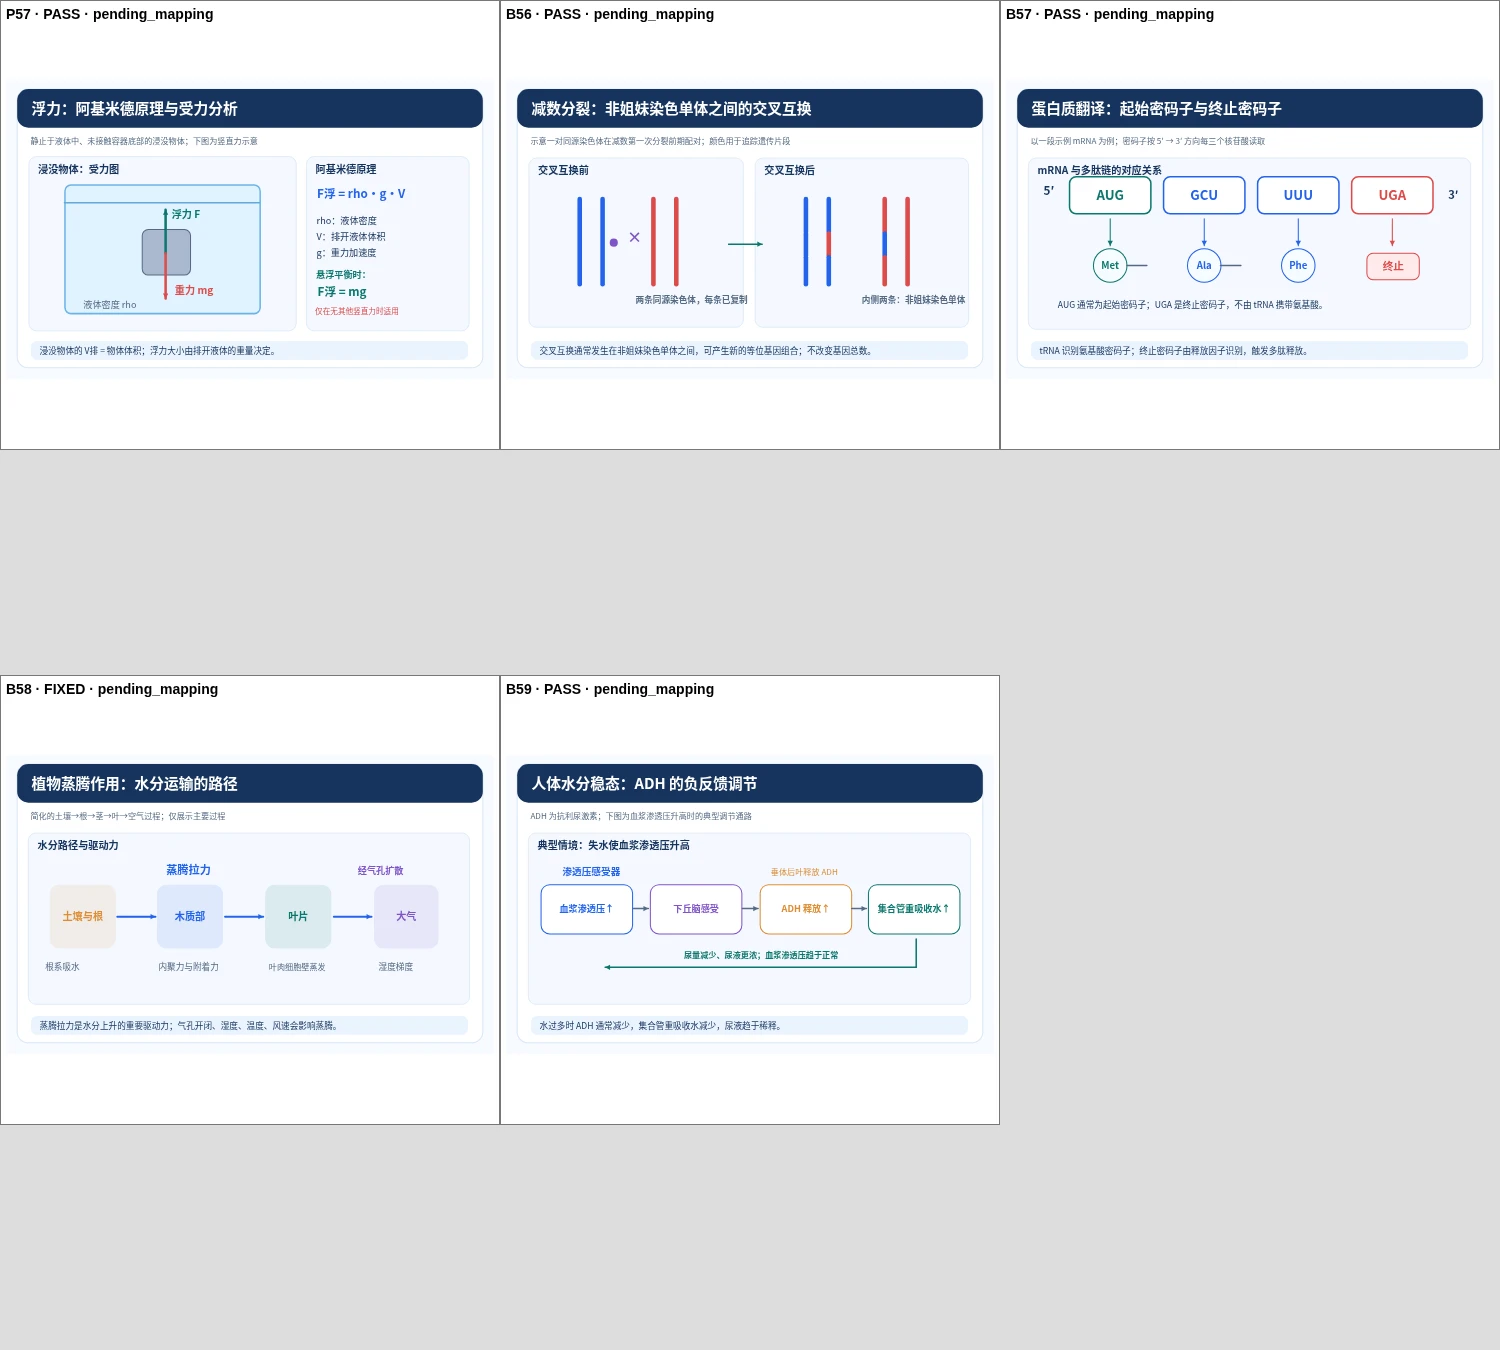 P57 · PASS · pending_mapping
浮力：阿基米德原理与受力分析
静止于液体中、未接触容器底部的浸没物体；下图为竖直力示意
浸没物体：受力图
浮力 F
重力 mg
液体密度 rho
阿基米德原理
F浮 = rho · g · V
rho：液体密度
V：排开液体体积
g：重力加速度
悬浮平衡时：
F浮 = mg
仅在无其他竖直力时适用
浸没物体的 V排 = 物体体积；浮力大小由排开液体的重量决定。
B56 · PASS · pending_mapping
减数分裂：非姐妹染色单体之间的交叉互换
示意一对同源染色体在减数第一次分裂前期配对；颜色用于追踪遗传片段
交叉互换前
×
两条同源染色体，每条已复制
交叉互换后
内侧两条：非姐妹染色单体
交叉互换通常发生在非姐妹染色单体之间，可产生新的等位基因组合；不改变基因总数。
B57 · PASS · pending_mapping
蛋白质翻译：起始密码子与终止密码子
以一段示例 mRNA 为例；密码子按 5′ → 3′ 方向每三个核苷酸读取
mRNA 与多肽链的对应关系
5′ AUG GCU UUU UGA 3′
Met Ala Phe 终止
AUG 通常为起始密码子；UGA 是终止密码子，不由 tRNA 携带氨基酸。
tRNA 识别氨基酸密码子；终止密码子由释放因子识别，触发多肽释放。
B58 · FIXED · pending_mapping
植物蒸腾作用：水分运输的路径
简化的土壤→根→茎→叶→空气过程；仅展示主要过程
水分路径与驱动力
蒸腾拉力 经气孔扩散
土壤与根 木质部 叶片 大气
根系吸水 内聚力与附着力 叶肉细胞壁蒸发 湿度梯度
蒸腾拉力是水分上升的重要驱动力；气孔开闭、湿度、温度、风速会影响蒸腾。
B59 · PASS · pending_mapping
人体水分稳态：ADH 的负反馈调节
ADH 为抗利尿激素；下图为血浆渗透压升高时的典型调节通路
典型情境：失水使血浆渗透压升高
渗透压感受器 垂体后叶释放 ADH
血浆渗透压↑ 下丘脑感受 ADH 释放↑ 集合管重吸收水↑
尿量减少、尿液更浓；血浆渗透压趋于正常
水过多时 ADH 通常减少，集合管重吸收水减少，尿液趋于稀释。